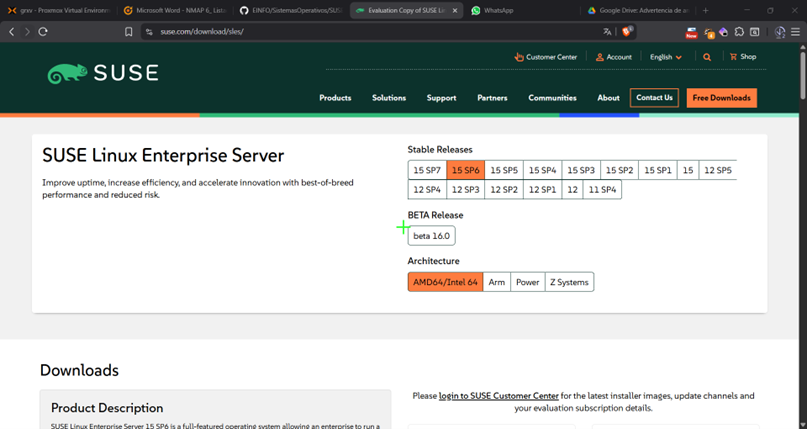 grxv - Proxmox Virtual Environm
Microsoft Word - NMAP 6_ Lista
EINFO/SistemasOperativos/SUS
Evaluation Copy of SUSE Lin
WhatsApp
Google Drive: Advertencia de an
suse.com/download/sles/
Customer Center
Account
English
Shop
SUSE
Products Solutions Support Partners Communities About Contact Us Free Downloads
SUSE Linux Enterprise Server
Improve uptime, increase efficiency, and accelerate innovation with best-of-breed
performance and reduced risk.
Stable Releases
15 SP7 15 SP6 15 SP5 15 SP4 15 SP3 15 SP2 15 SP1 15 12 SP5
12 SP4 12 SP3 12 SP2 12 SP1 12 11 SP4
BETA Release
beta 16.0
Architecture
AMD64/Intel 64 Arm Power Z Systems
Downloads
Product Description
SUSE Linux Enterprise Server 15 SP6 is a full-featured operating system allowing an enterprise to run a
Please login to SUSE Customer Center for the latest installer images, update channels and
your evaluation subscription details.